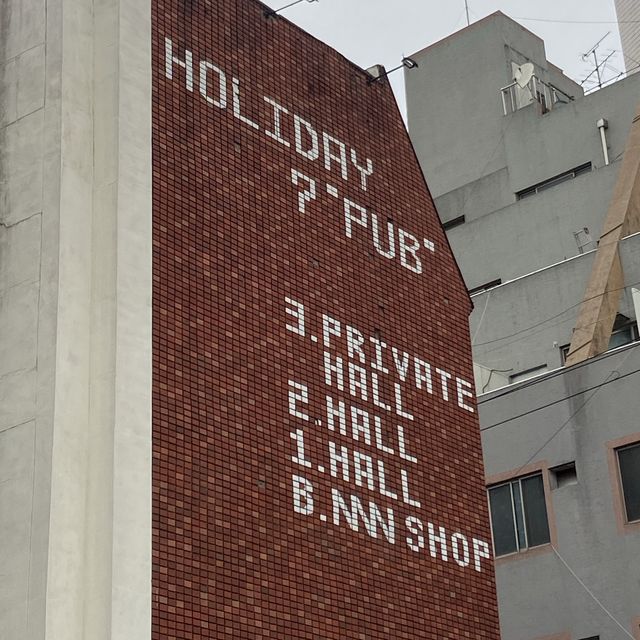 HOLIDAY
7 "PUB"
3.PRIVATE
HALL
2.HALL
1.HALL
B.NNN SHOP